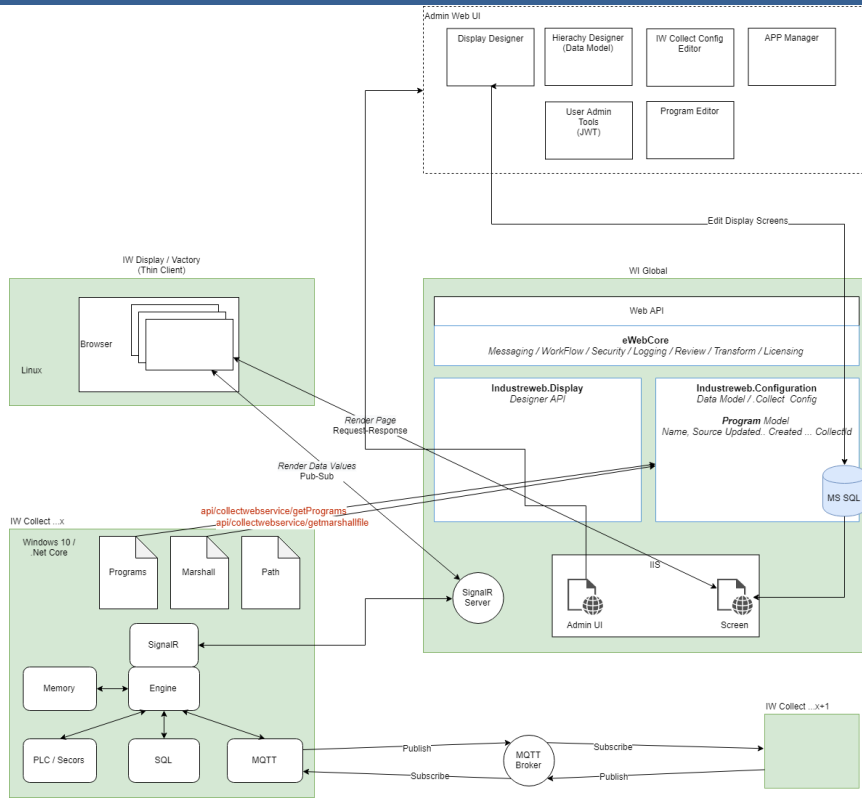 Admin Web UI
Display Designer
Hierachy Designer
(Data Model)
IW Collect Config
Editor
APP Manager
User Admin
Tools
(JWT)
Program Editor
Edit Display Screens
IW Display / Vactory
(Thin Client)
Browser
Linux
WI Global
Web API
eWebCore
Messaging / WorkFlow / Security / Logging / Review / Transform / Licensing
Industreweb.Display
Designer API
Industreweb.Configuration
Data Model / .Collect Config
Program Model
Name, Source Updated.. Created ... CollectId
MS SQL
Render Page
Request-Response
Render Data Values
Pub-Sub
api/collectwebservice/getPrograms
api/collectwebservice/getmarshallfile
IW Collect ...x
Windows 10 /
.Net Core
Programs
Marshall
Path
SignalR
Server
IIS
Admin UI
Screen
SignalR
Memory
Engine
PLC / Secors
SQL
MQTT
Publish
Subscribe
MQTT
Broker
Subscribe
Publish
IW Collect ...x+1